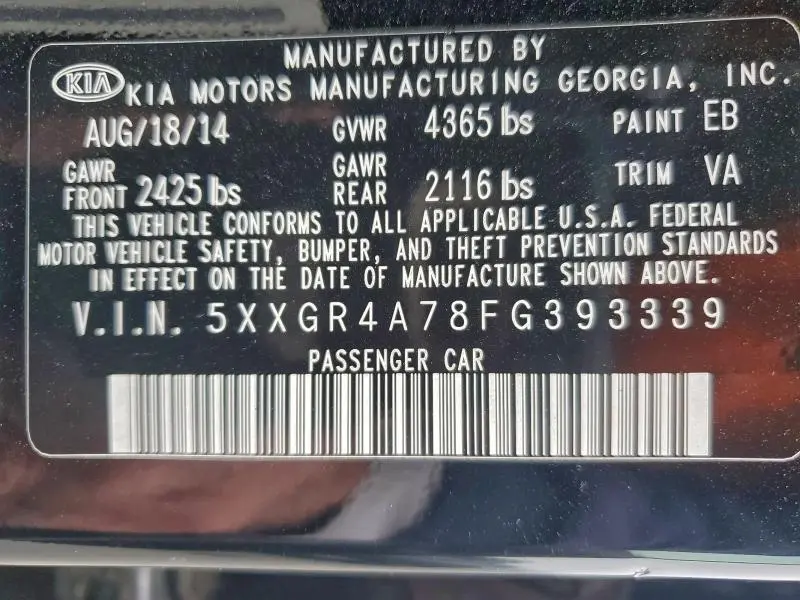 MANUFACTURED BY
KIA KIA MOTORS MANUFACTURING GEORGIA, INC.
AUG/18/14 GVWR 4365 lbs PAINT EB
GAWR FRONT 2425 lbs GAWR REAR 2116 lbs TRIM VA
THIS VEHICLE CONFORMS TO ALL APPLICABLE U.S.A. FEDERAL
MOTOR VEHICLE SAFETY, BUMPER, AND THEFT PREVENTION STANDARDS
IN EFFECT ON THE DATE OF MANUFACTURE SHOWN ABOVE.
V.I.N. 5XXGR4A78FG393339
PASSENGER CAR